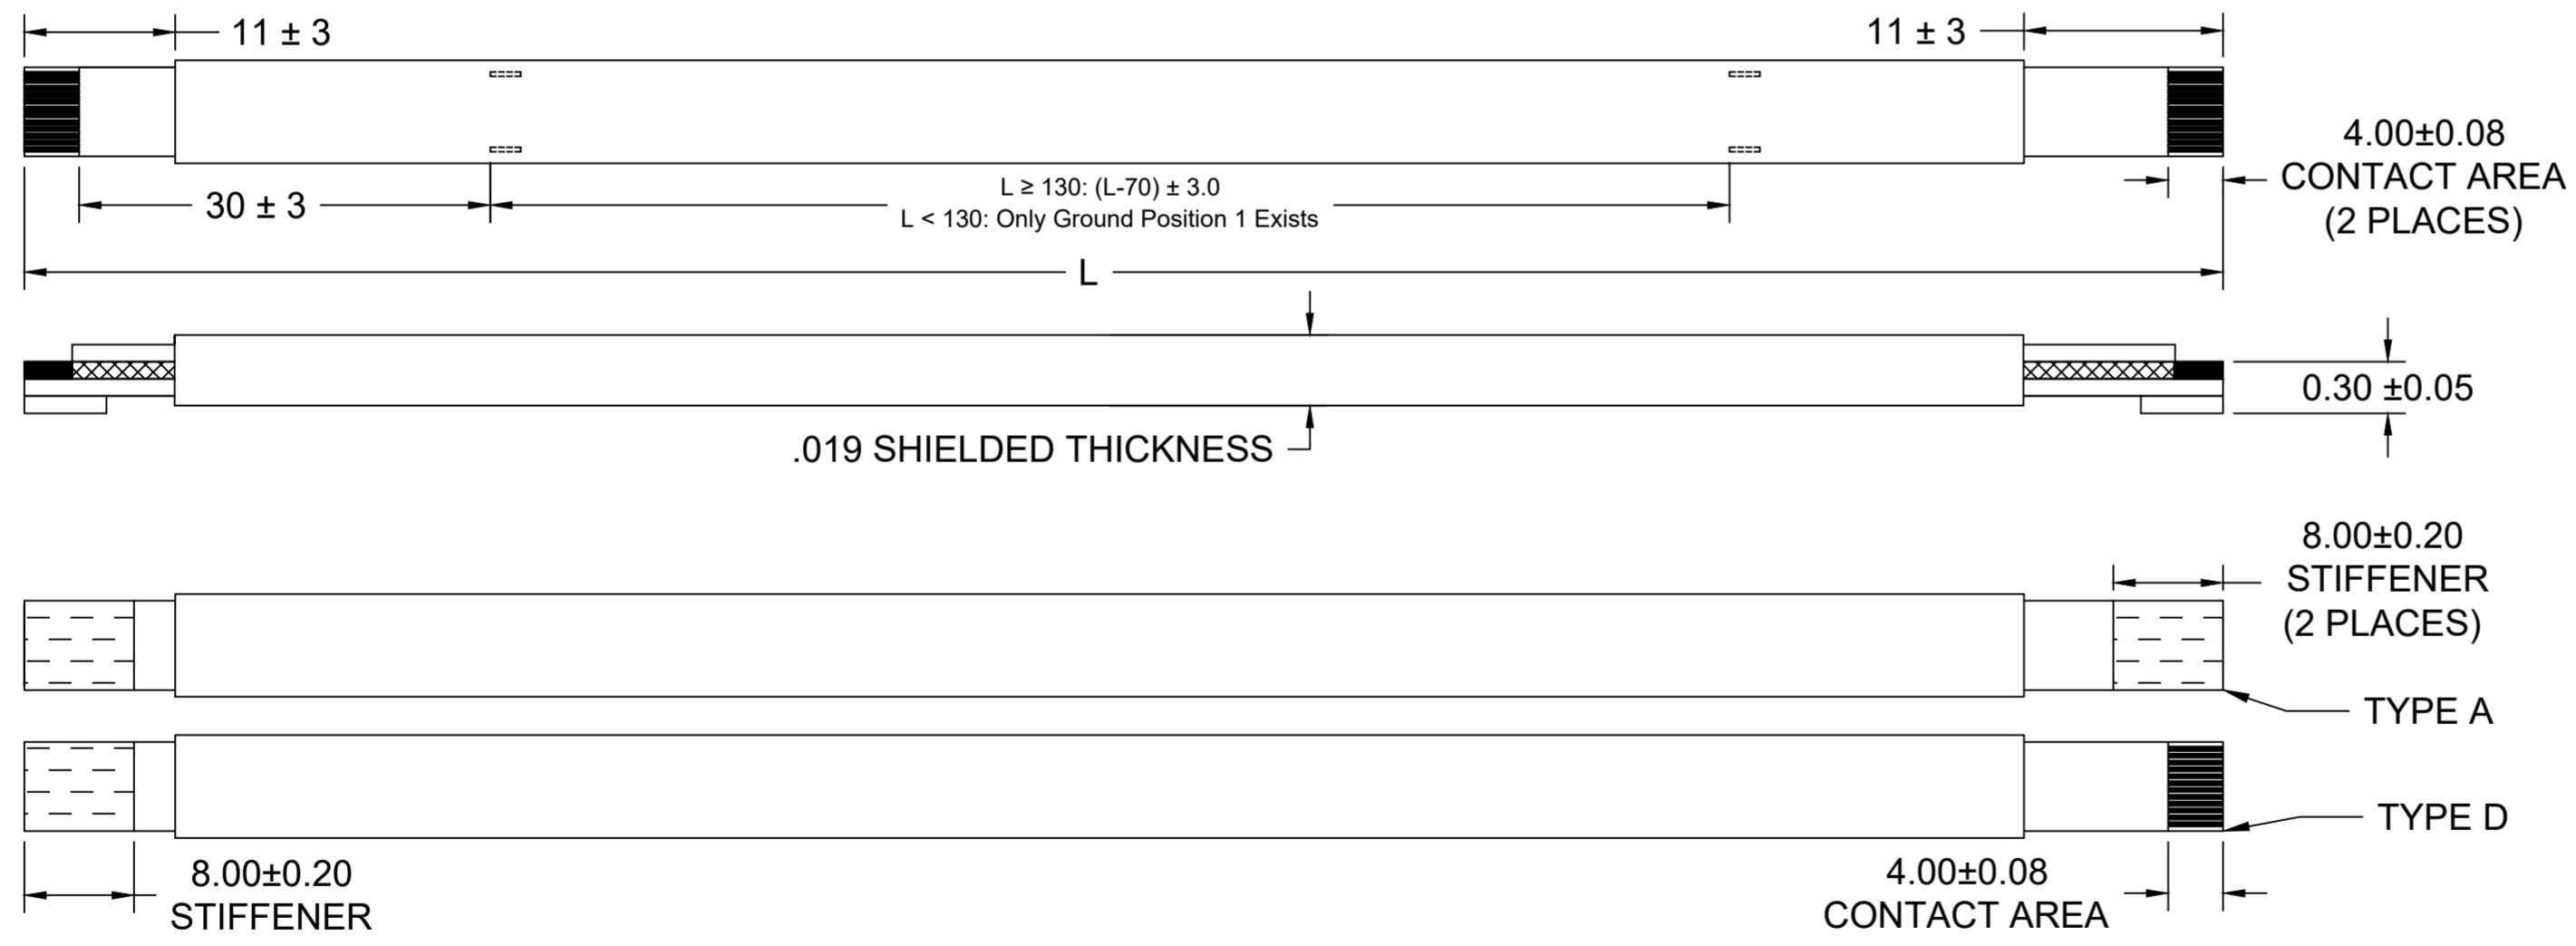 11 ± 3
11 ± 3
4.00±0.08
CONTACT AREA
(2 PLACES)
30 ± 3
L ≥ 130: (L-70) ± 3.0
L < 130: Only Ground Position 1 Exists
L
0.30 ±0.05
.019 SHIELDED THICKNESS
8.00±0.20
STIFFENER
(2 PLACES)
TYPE A
TYPE D
8.00±0.20
STIFFENER
4.00±0.08
CONTACT AREA